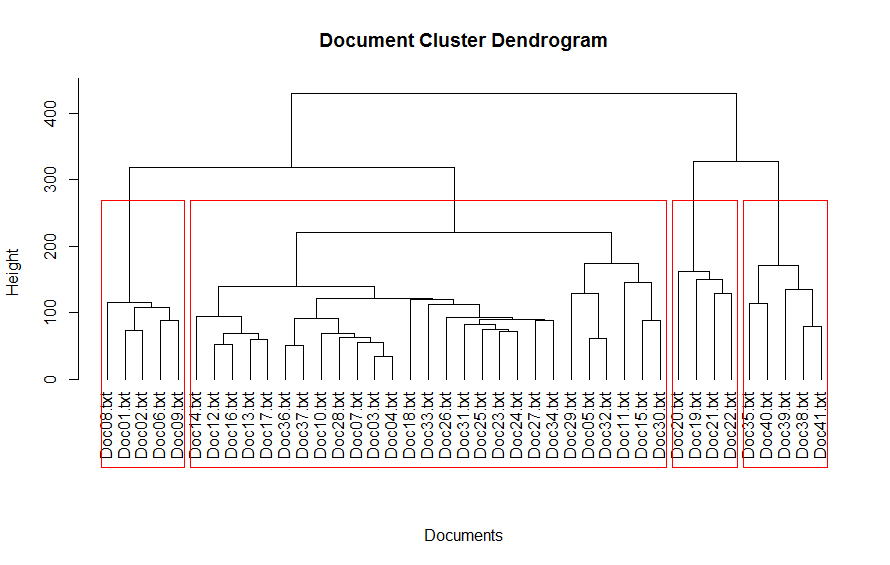 Document Cluster Dendrogram
Height
400
300
200
100
0
Doc08.txt
Doc01.txt
Doc02.txt
Doc06.txt
Doc09.txt
Doc14.txt
Doc12.txt
Doc16.txt
Doc13.txt
Doc17.txt
Doc36.txt
Doc37.txt
Doc10.txt
Doc28.txt
Doc07.txt
Doc03.txt
Doc04.txt
Doc18.txt
Doc33.txt
Doc26.txt
Doc31.txt
Doc25.txt
Doc23.txt
Doc24.txt
Doc27.txt
Doc34.txt
Doc29.txt
Doc05.txt
Doc32.txt
Doc11.txt
Doc15.txt
Doc30.txt
Doc20.txt
Doc19.txt
Doc21.txt
Doc22.txt
Doc35.txt
Doc40.txt
Doc39.txt
Doc38.txt
Doc41.txt
Documents